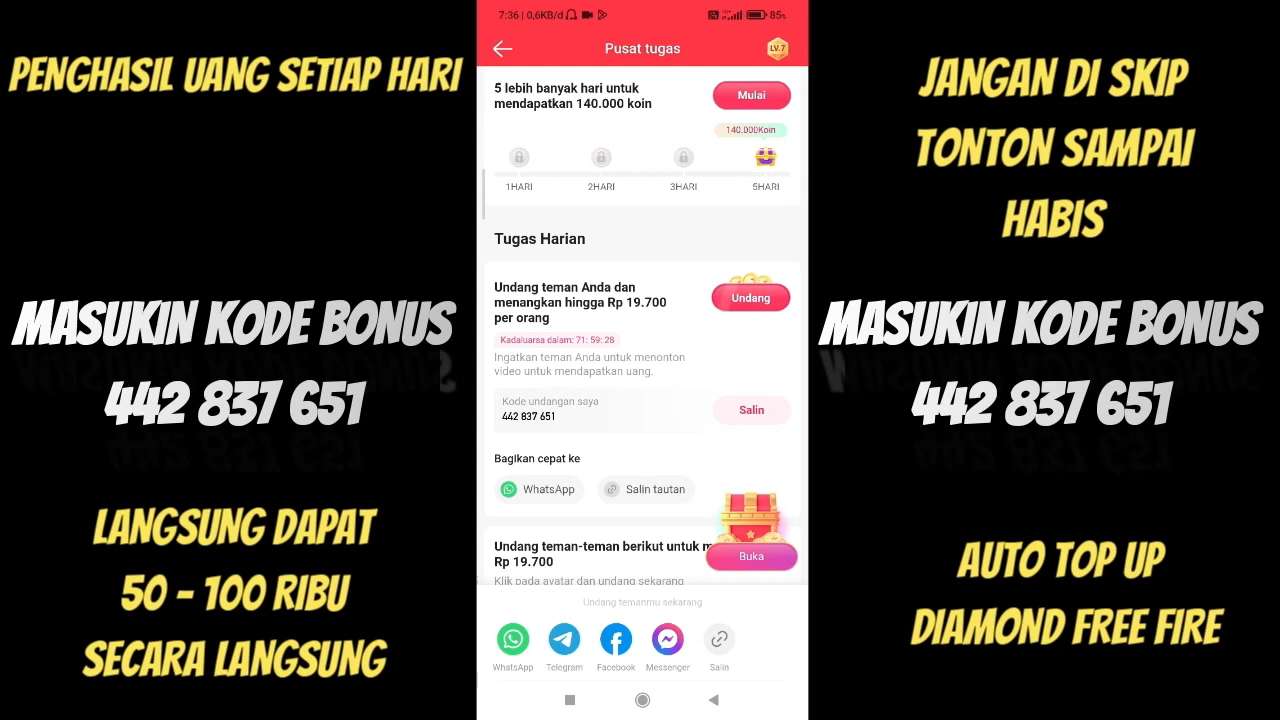 PENGHASIL UANG SETIAP HARI
MASUKIN KODE BONUS
442 837 651
LANGSUNG DAPAT
50 - 100 RIBU
SECARA LANGSUNG
7:36 | 0,6KB/d
85%
Pusat tugas
LV.7
5 lebih banyak hari untuk
mendapatkan 140.000 koin
Mulai
140.000Koin
1HARI
2HARI
3HARI
5HARI
Tugas Harian
Undang teman Anda dan
menangkan hingga Rp 19.700
per orang
Undang
Kadaluarsa dalam: 71: 59: 28
Ingatkan teman Anda untuk menonton
video untuk mendapatkan uang.
Kode undangan saya
442 837 651
Salin
Bagikan cepat ke
WhatsApp
Salin tautan
Undang teman-teman berikut untuk m
Rp 19.700
Buka
Klik pada avatar dan undang sekarang
Undang temanmu sekarang
WhatsApp
Telegram
Facebook
Messenger
Salin
JANGAN DI SKIP
TONTON SAMPAI
HABIS
MASUKIN KODE BONUS
442 837 651
AUTO TOP UP
DIAMOND FREE FIRE